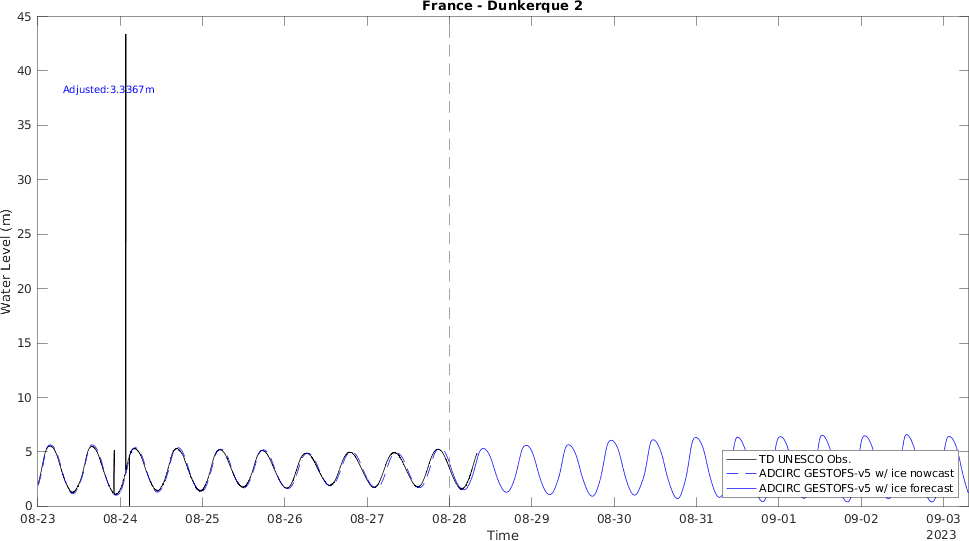 France - Dunkerque 2
45
40
35
30
25
20
15
10
5
0
Water Level (m)
Adjusted:3.3367m
TD UNESCO Obs.
ADCIRC GESTOFS-v5 w/ ice nowcast
ADCIRC GESTOFS-v5 w/ ice forecast
08-23 08-24 08-25 08-26 08-27 08-28 08-29 08-30 08-31 09-01 09-02 09-03
Time
2023